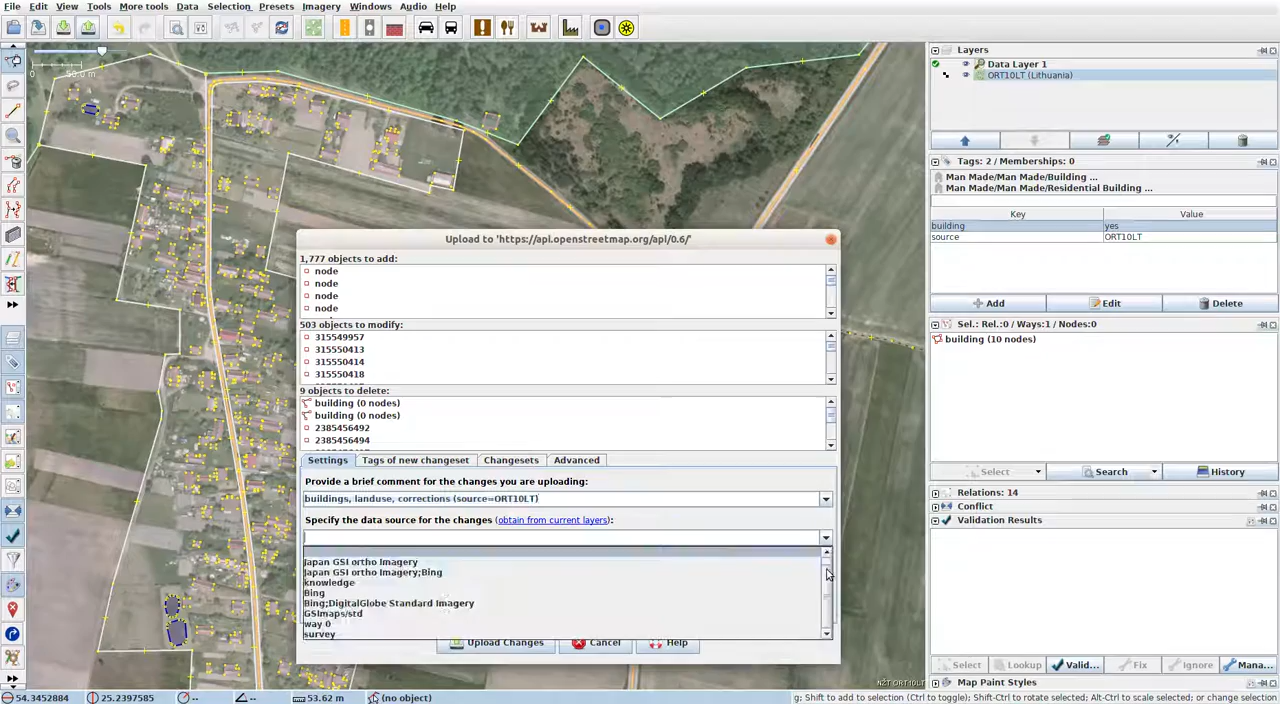 File Edit View Tools More tools Data Selection Presets Imagery Windows Audio Help
0 50.0 m
Layers
Data Layer 1
ORT10LT (Lithuania)
Tags: 2 / Memberships: 0
Man Made/Man Made/Building ...
Man Made/Man Made/Residential Building ...
Key Value
building yes
source ORT10LT
Add Edit Delete
Sel.: Rel.:0 / Ways:1 / Nodes:0
building (10 nodes)
Select Search History
Relations: 14
Conflict
Validation Results
Select Lookup Valid... Fix Ignore Mana...
Map Paint Styles
Upload to 'https://api.openstreetmap.org/api/0.6/'
1,777 objects to add:
node
node
node
node
503 objects to modify:
315549957
315550413
315550414
315550418
9 objects to delete:
building (0 nodes)
building (0 nodes)
2385456492
2385456494
Settings Tags of new changeset Changesets Advanced
Provide a brief comment for the changes you are uploading:
buildings, landuse, corrections (source=ORT10LT)
Specify the data source for the changes (obtain from current layers):
Japan GSI ortho Imagery
Japan GSI ortho Imagery;Bing
knowledge
Bing
Bing;DigitalGlobe Standard Imagery
GSImaps/std
way 0
survey
Upload Changes Cancel Help
NŽT ORT10LT
54.3452884 25.2397585 -- -- 53.62 m (no object)
g; Shift to add to selection (Ctrl to toggle); Shift-Ctrl to rotate selected; Alt-Ctrl to scale selected; or change selection